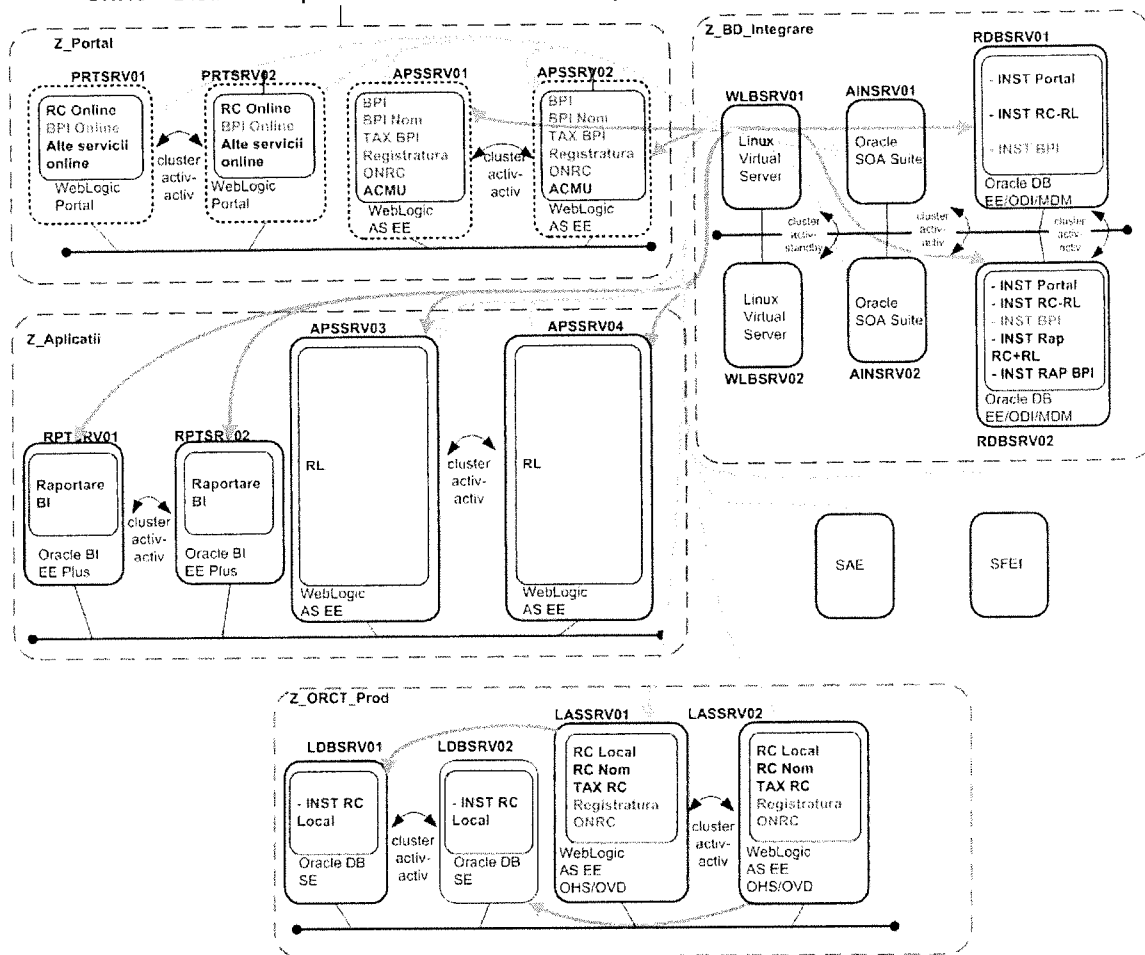 Z_Portal
PRTSRV01
RC Online
BPI Online
Alte servicii
online
WebLogic
Portal
cluster
activ-
activ
PRTSRV02
RC Online
BPI Online
Alte servicii
online
WebLogic
Portal
APSSRV01
BPI
BPI Nom
TAX BPI
Registratura
ONRC
ACMU
WebLogic
AS EE
cluster
activ-
activ
APSSRV02
BPI
BPI Nom
TAX BPI
Registratura
ONRC
ACMU
WebLogic
AS EE
Z_BD_Integrare
WLBSRV01
Linux
Virtual
Server
AINSRV01
Oracle
SOA Suite
RDBSRV01
- INST Portal
- INST RC-RL
- INST BPI
Oracle DB
EE/ODI/MDM
cluster
activ-
standby
cluster
activ-
activ
cluster
activ-
activ
Linux
Virtual
Server
WLBSRV02
Oracle
SOA Suite
AINSRV02
- INST Portal
- INST RC-RL
- INST BPI
- INST Rap
RC+RL
- INST RAP BPI
Oracle DB
EE/ODI/MDM
RDBSRV02
Z_Aplicatii
RPTSRV01
Raportare
BI
Oracle BI
EE Plus
cluster
activ-
activ
RPTSRV02
Raportare
BI
Oracle BI
EE Plus
APSSRV03
RL
WebLogic
AS EE
cluster
activ-
activ
APSSRV04
RL
WebLogic
AS EE
SAE
SFEI
Z_ORCT_Prod
LDBSRV01
- INST RC
Local
Oracle DB
SE
cluster
activ-
activ
LDBSRV02
- INST RC
Local
Oracle DB
SE
LASSRV01
RC Local
RC Nom
TAX RC
Registratura
ONRC
WebLogic
AS EE
OHS/OVD
cluster
activ-
activ
LASSRV02
RC Local
RC Nom
TAX RC
Registratura
ONRC
WebLogic
AS EE
OHS/OVD